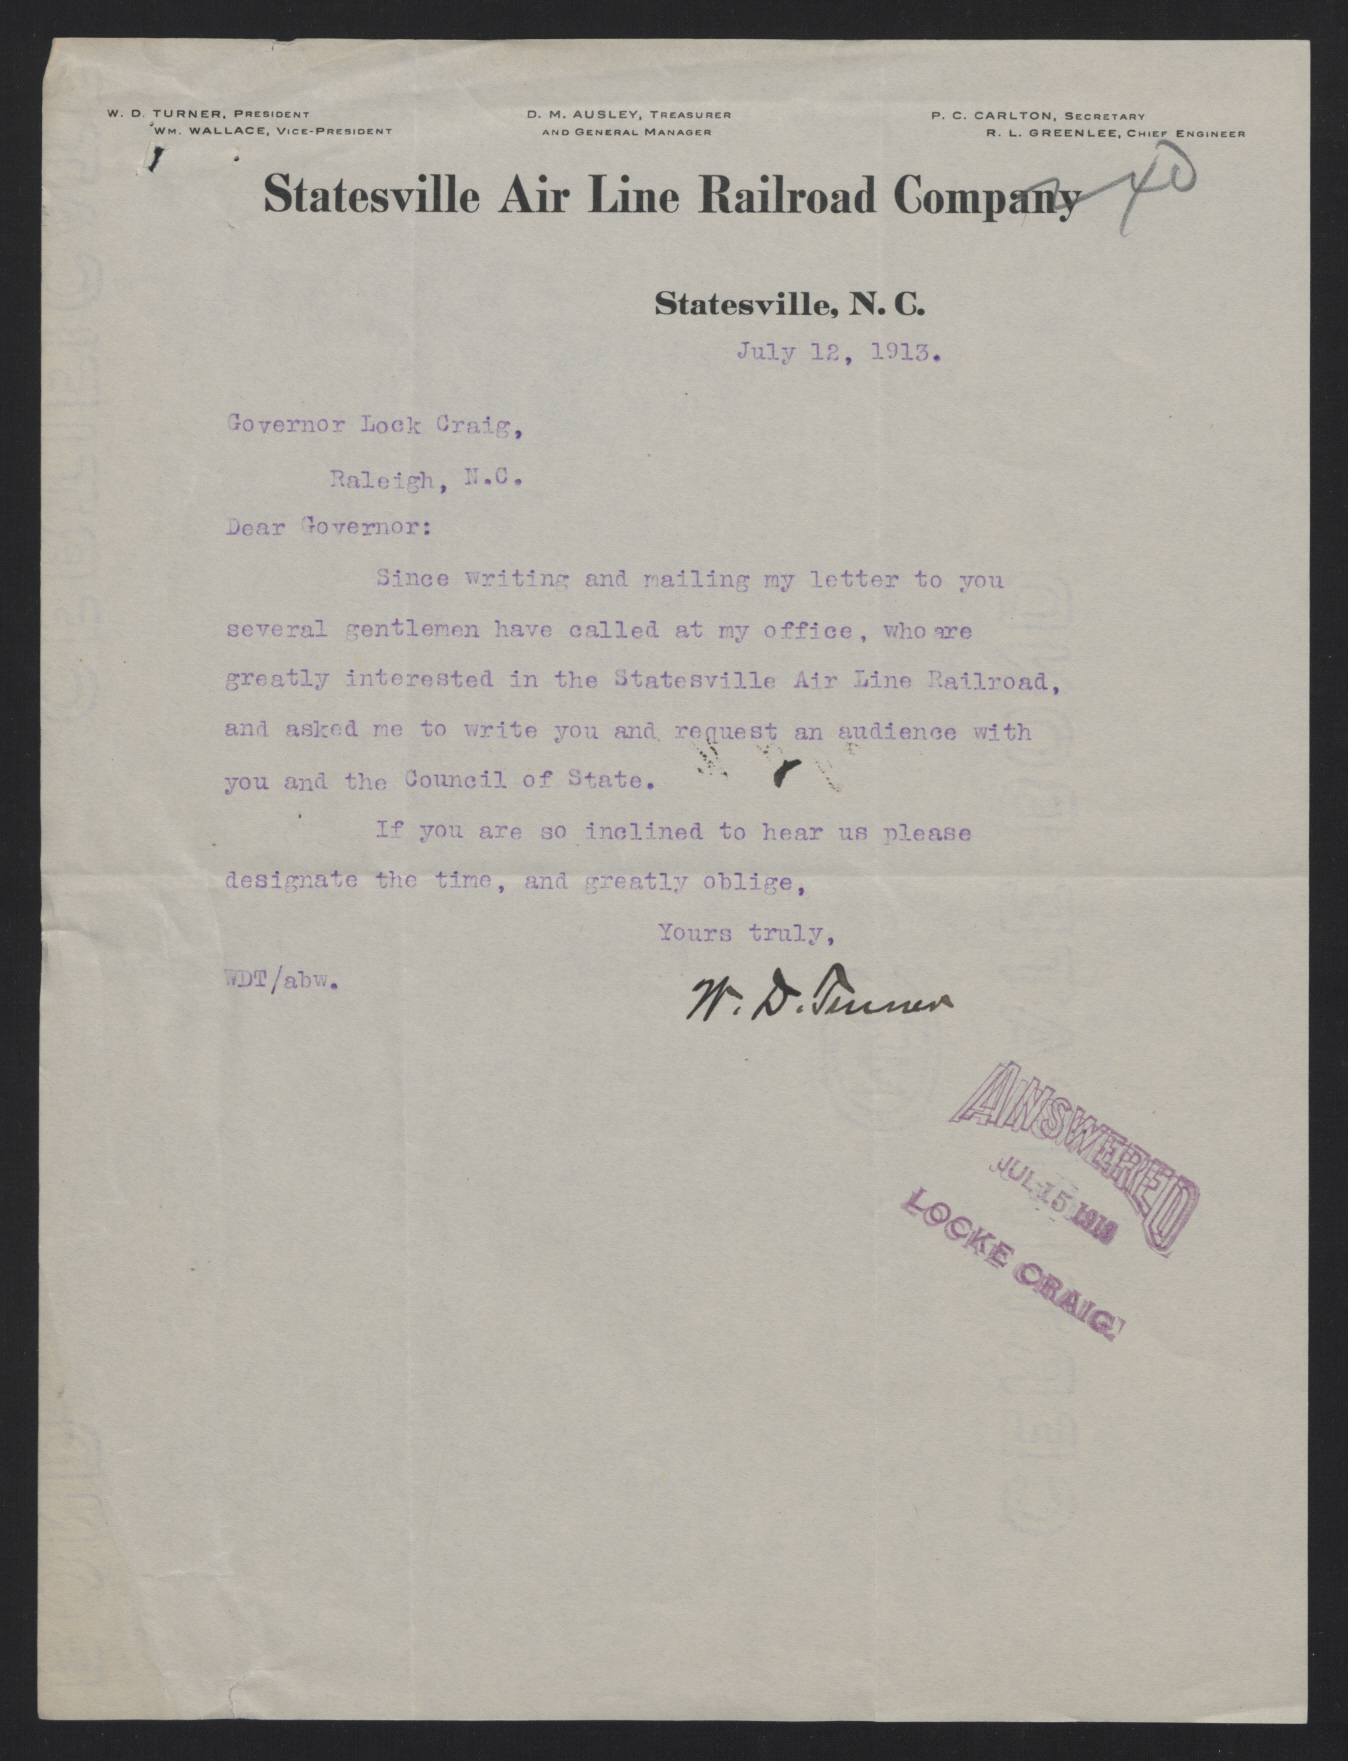 W. D. TURNER, PRESIDENT
WM. WALLACE, VICE-PRESIDENT
D. M. AUSLEY, TREASURER
AND GENERAL MANAGER
P. C. CARLTON, SECRETARY
R. L. GREENLEE, CHIEF ENGINEER
40
Statesville Air Line Railroad Company
Statesville, N. C.
July 12, 1913.
Governor Lock Craig,
Raleigh, N.C.
Dear Governor:
Since writing and mailing my letter to you
several gentlemen have called at my office, who are
greatly interested in the Statesville Air Line Railroad,
and asked me to write you and request an audience with
you and the Council of State.
If you are so inclined to hear us please
designate the time, and greatly oblige,
Yours truly,
WDT/abw.
W. D. Turner
ANSWERED
JUL 15 1913
LOCKE CRAIG